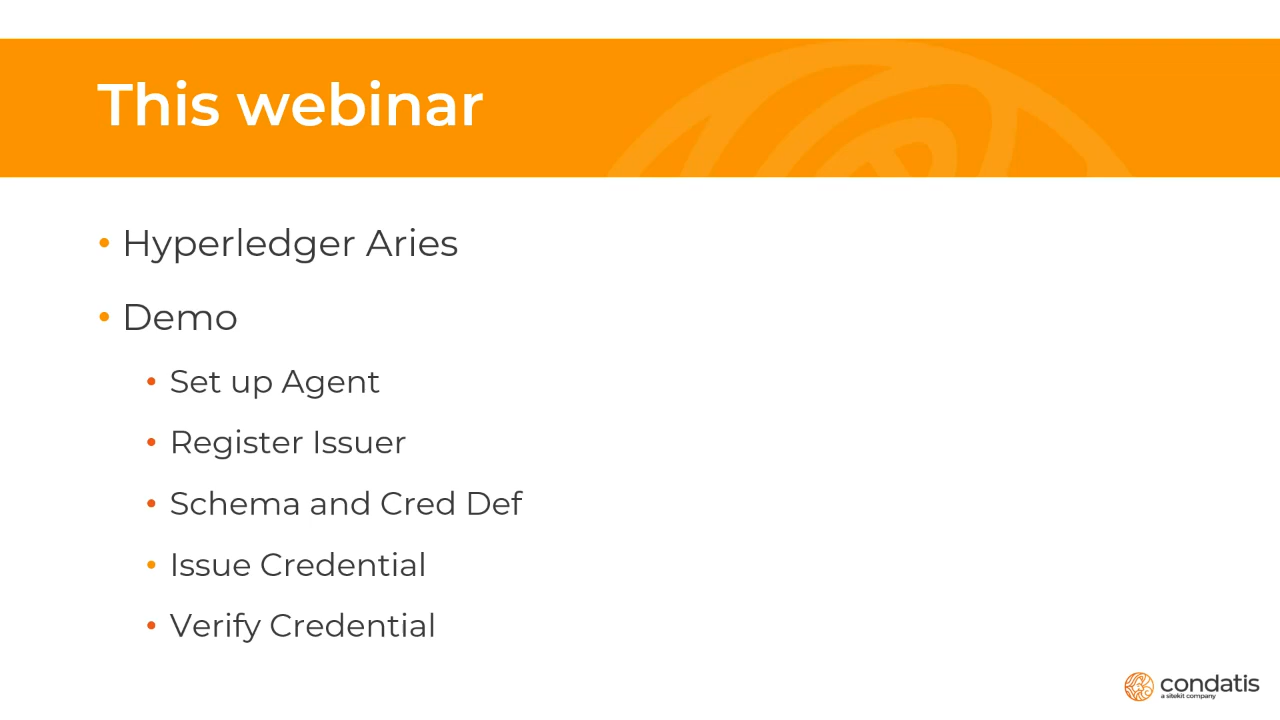 This webinar
• Hyperledger Aries
• Demo
• Set up Agent
• Register Issuer
• Schema and Cred Def
• Issue Credential
• Verify Credential
condatis
a sitekit company